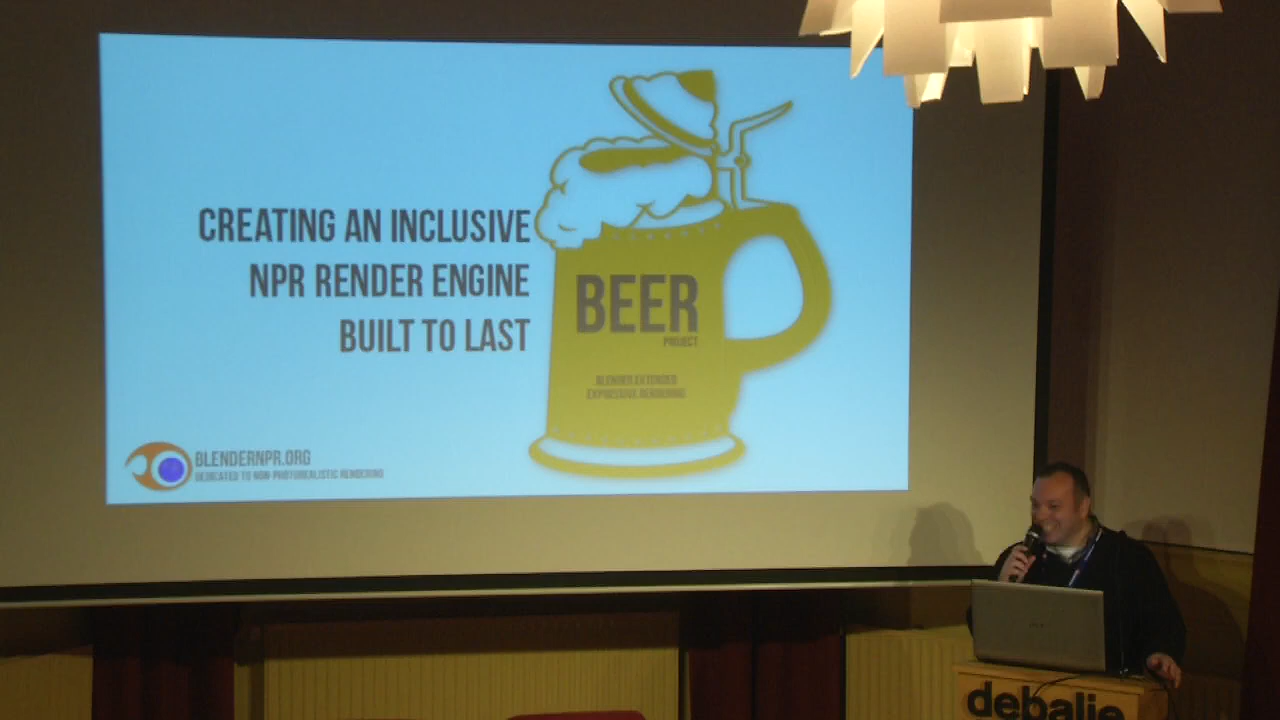 CREATING AN INCLUSIVE
NPR RENDER ENGINE
BUILT TO LAST
BEER
PROJECT
BLENDER EXTENDED
EXPRESSIVE RENDERING
BLENDERNPR.ORG
DEDICATED TO NON-PHOTOREALISTIC RENDERING
debalie